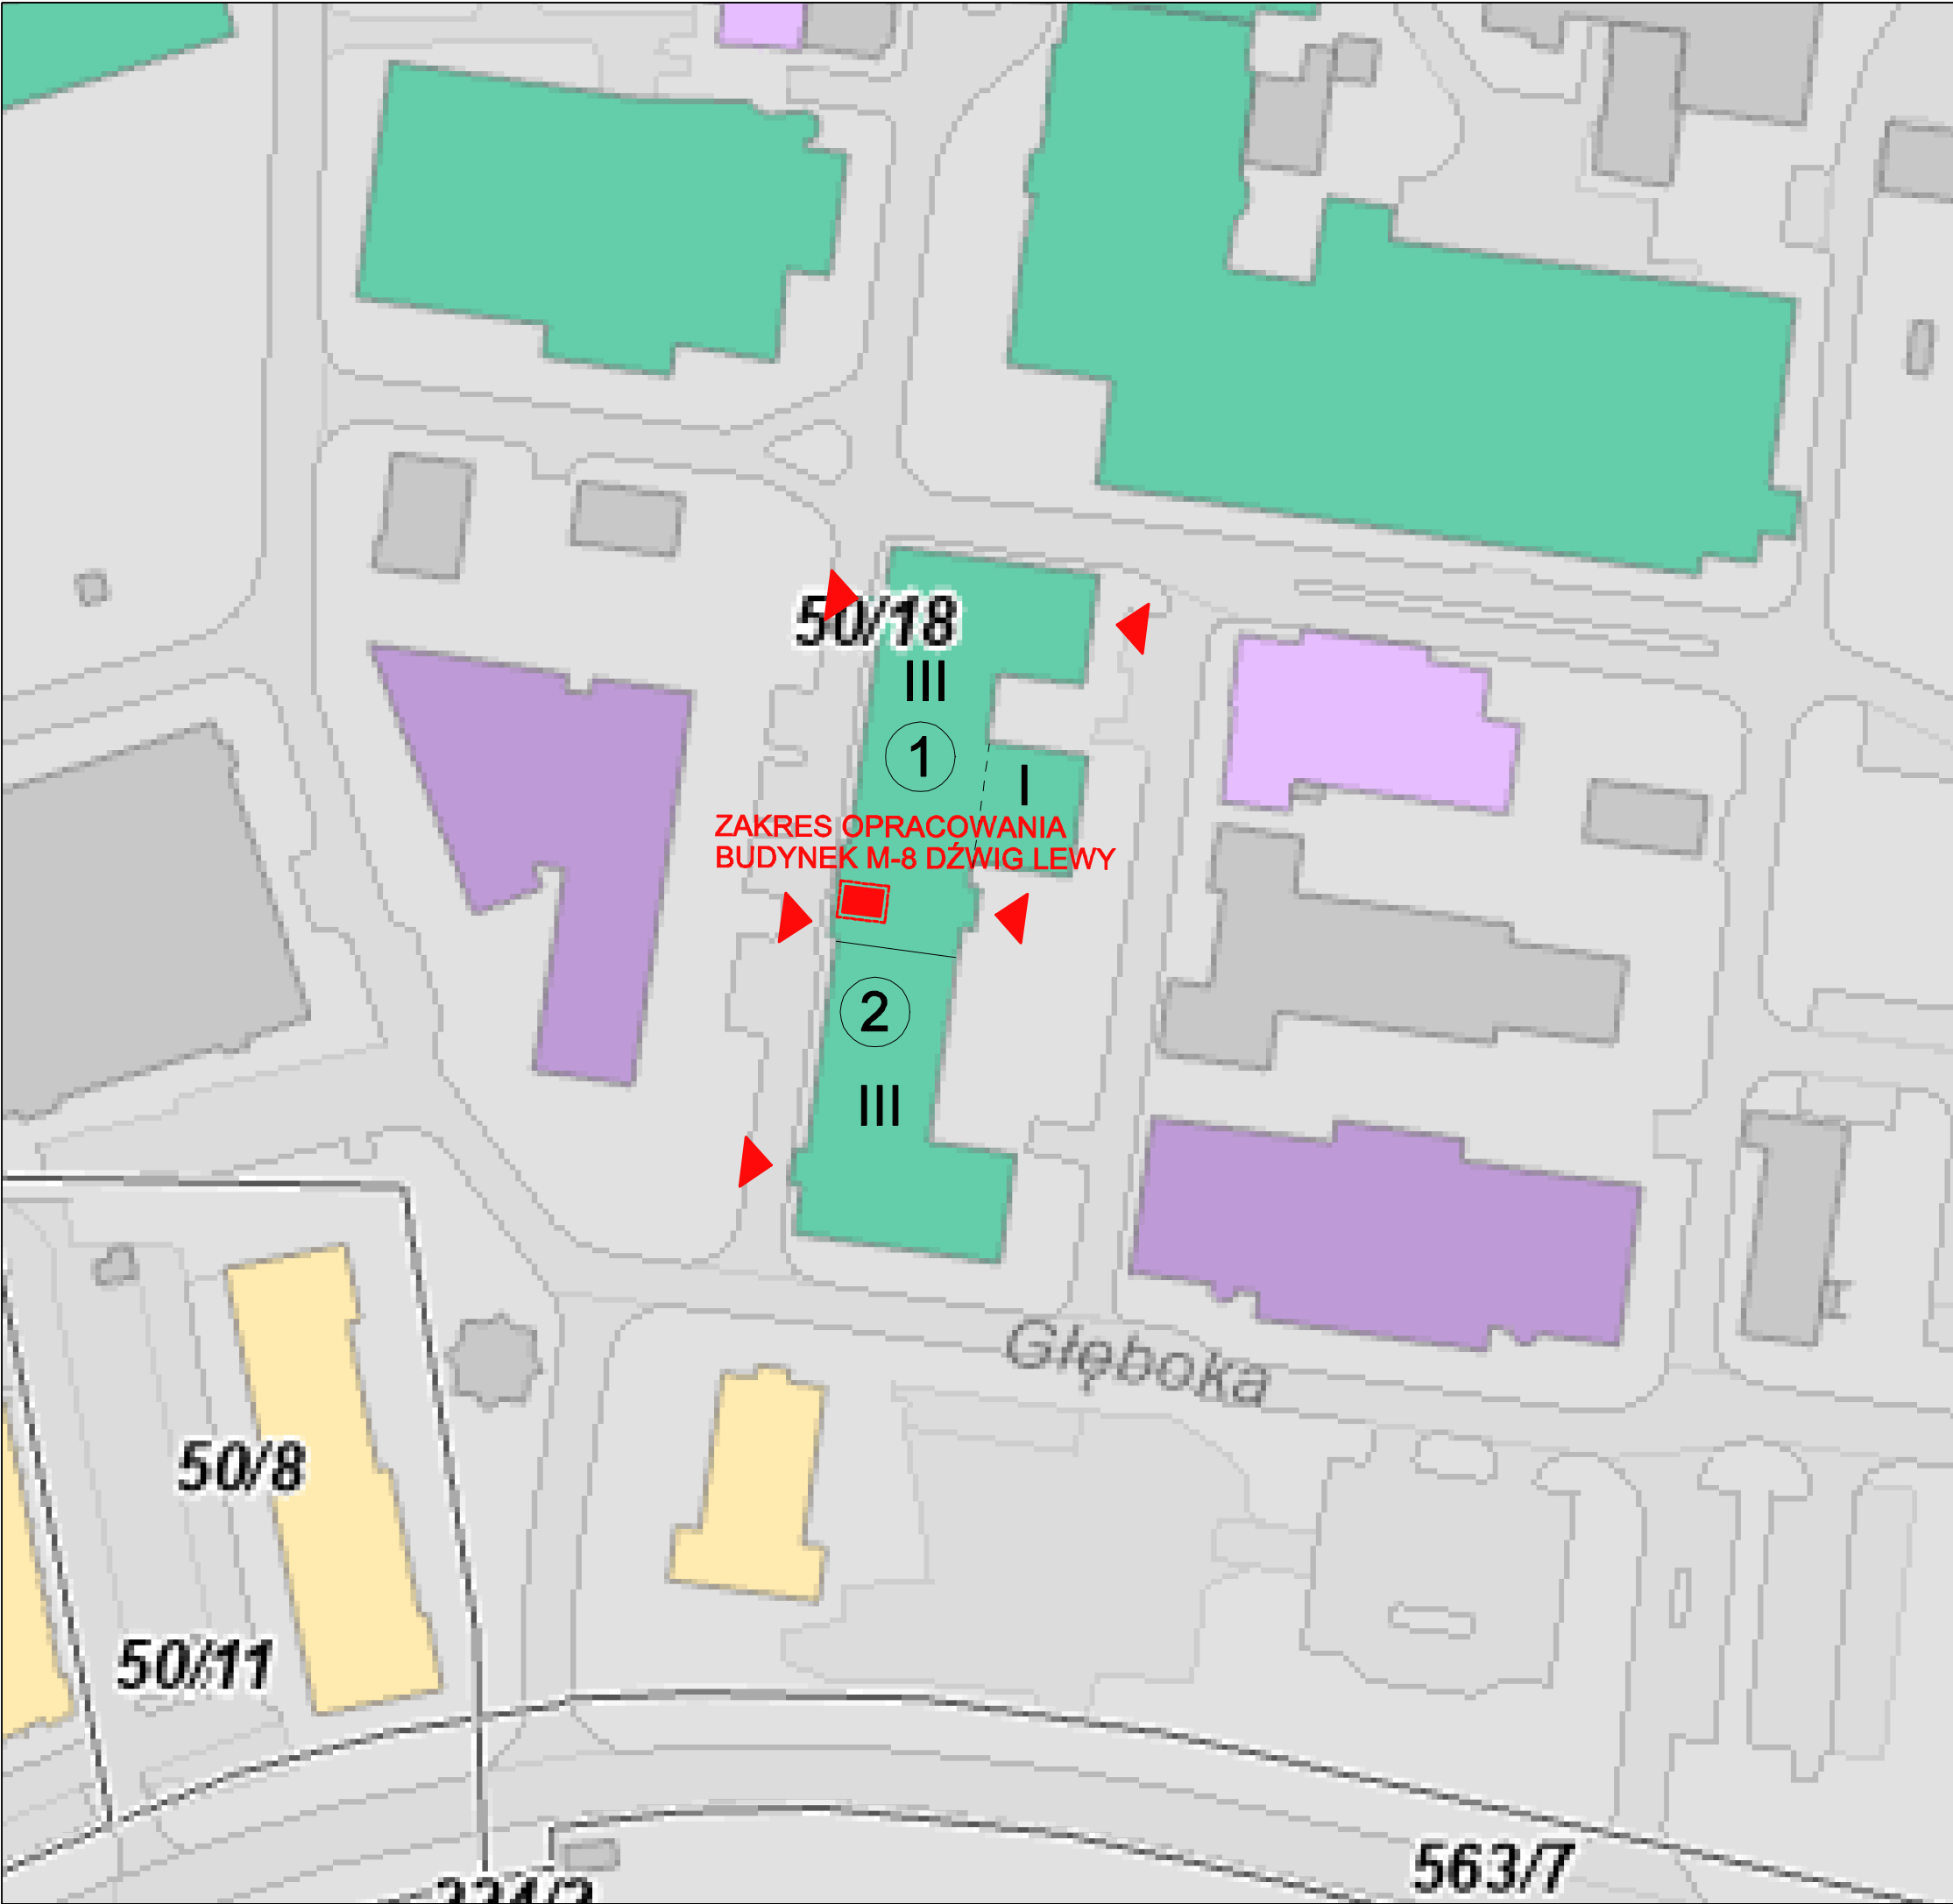 50/18
III
1
I
ZAKRES OPRACOWANIA
BUDYNEK M-8 DŹWIG LEWY
2
III
Głęboka
50/8
50/11
563/7